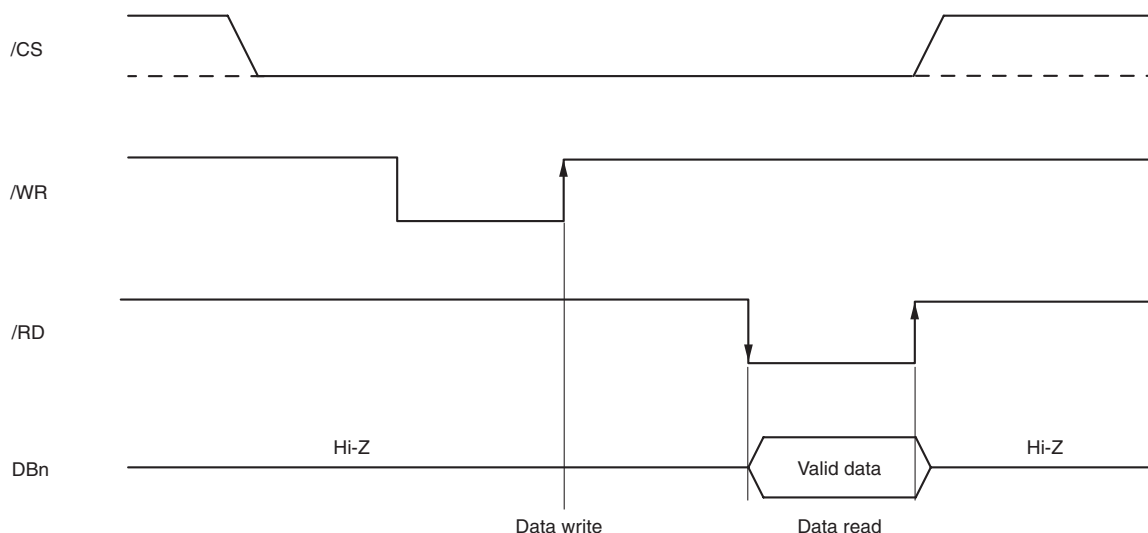 /CS
/WR
/RD
Hi-Z
Hi-Z
DBn
Valid data
Data write
Data read